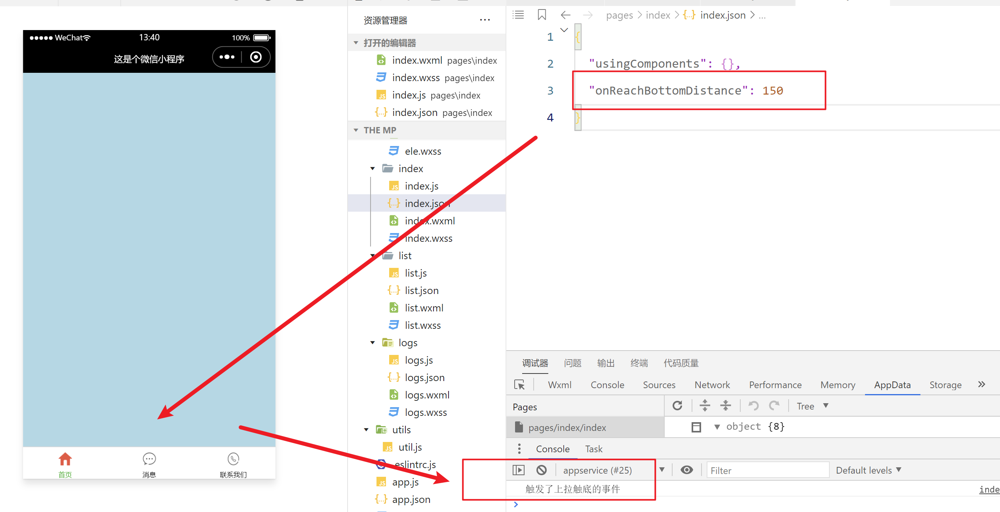 WeChat
13:40
100%
这是个微信小程序
首页
消息
联系我们
资源管理器
打开的编辑器
index.wxml pages\index
index.wxss pages\index
index.js pages\index
index.json pages\index
THE MP
ele.wxss
index
index.js
index.json
index.wxml
index.wxss
list
list.js
list.json
list.wxml
list.wxss
logs
logs.js
logs.json
logs.wxml
logs.wxss
utils
util.js
.eslintrc.js
app.js
app.json
pages > index > {..} index.json > ...
1 {
2 "usingComponents": {},
3 "onReachBottomDistance": 150
4 }
调试器 问题 输出 终端 代码质量
Wxml Console Sources Network Performance Memory AppData Storage »
Pages
Tree
pages/index/index
object {8}
Console Task
appservice (#25)
Filter
Default levels
触发了上拉触底的事件
inde
>